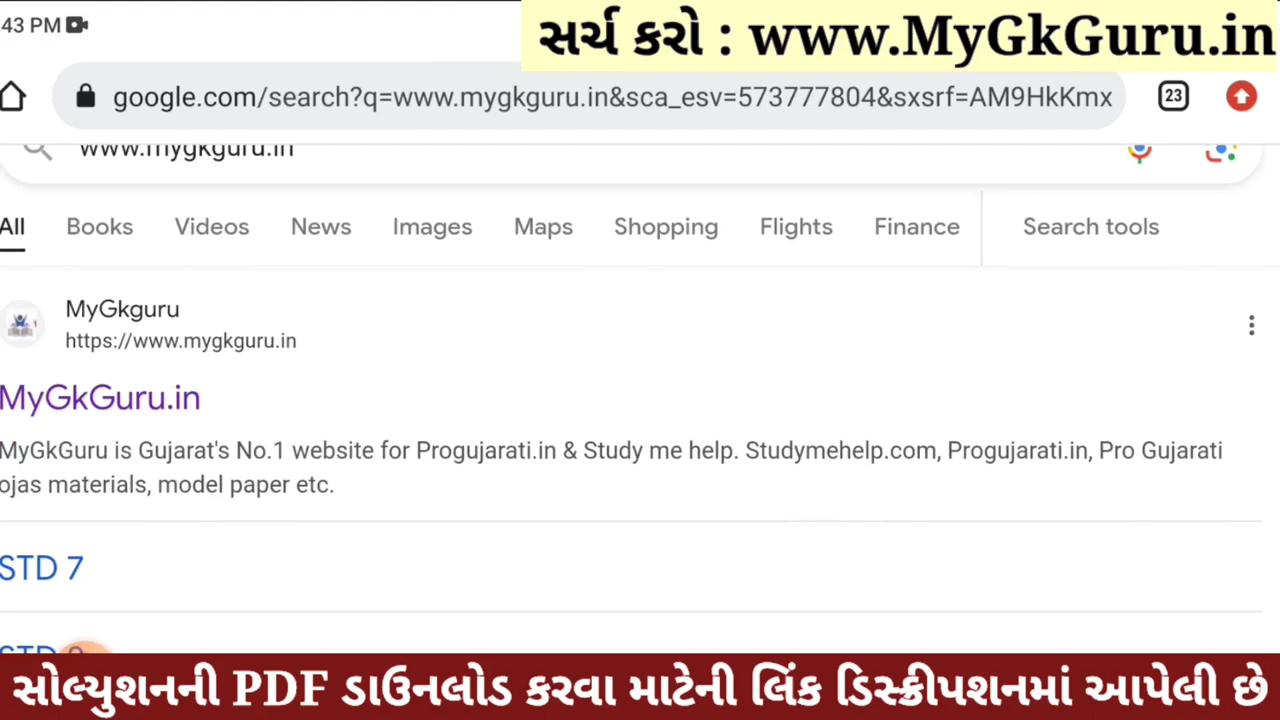 સર્ચ કરો : www.MyGkGuru.in
43 PM
google.com/search?q=www.mygkguru.in&sca_esv=573777804&sxsrf=AM9HkKmx
23
www.mygkguru.in
All Books Videos News Images Maps Shopping Flights Finance Search tools
MyGkguru
https://www.mygkguru.in
MyGkGuru.in
MyGkGuru is Gujarat's No.1 website for Progujarati.in & Study me help. Studymehelp.com, Progujarati.in, Pro Gujarati
ojas materials, model paper etc.
STD 7
STD
સોલ્યુશનની PDF ડાઉનલોડ કરવા માટેની લિંક ડિસ્ક્રીપશનમાં આપેલી છે